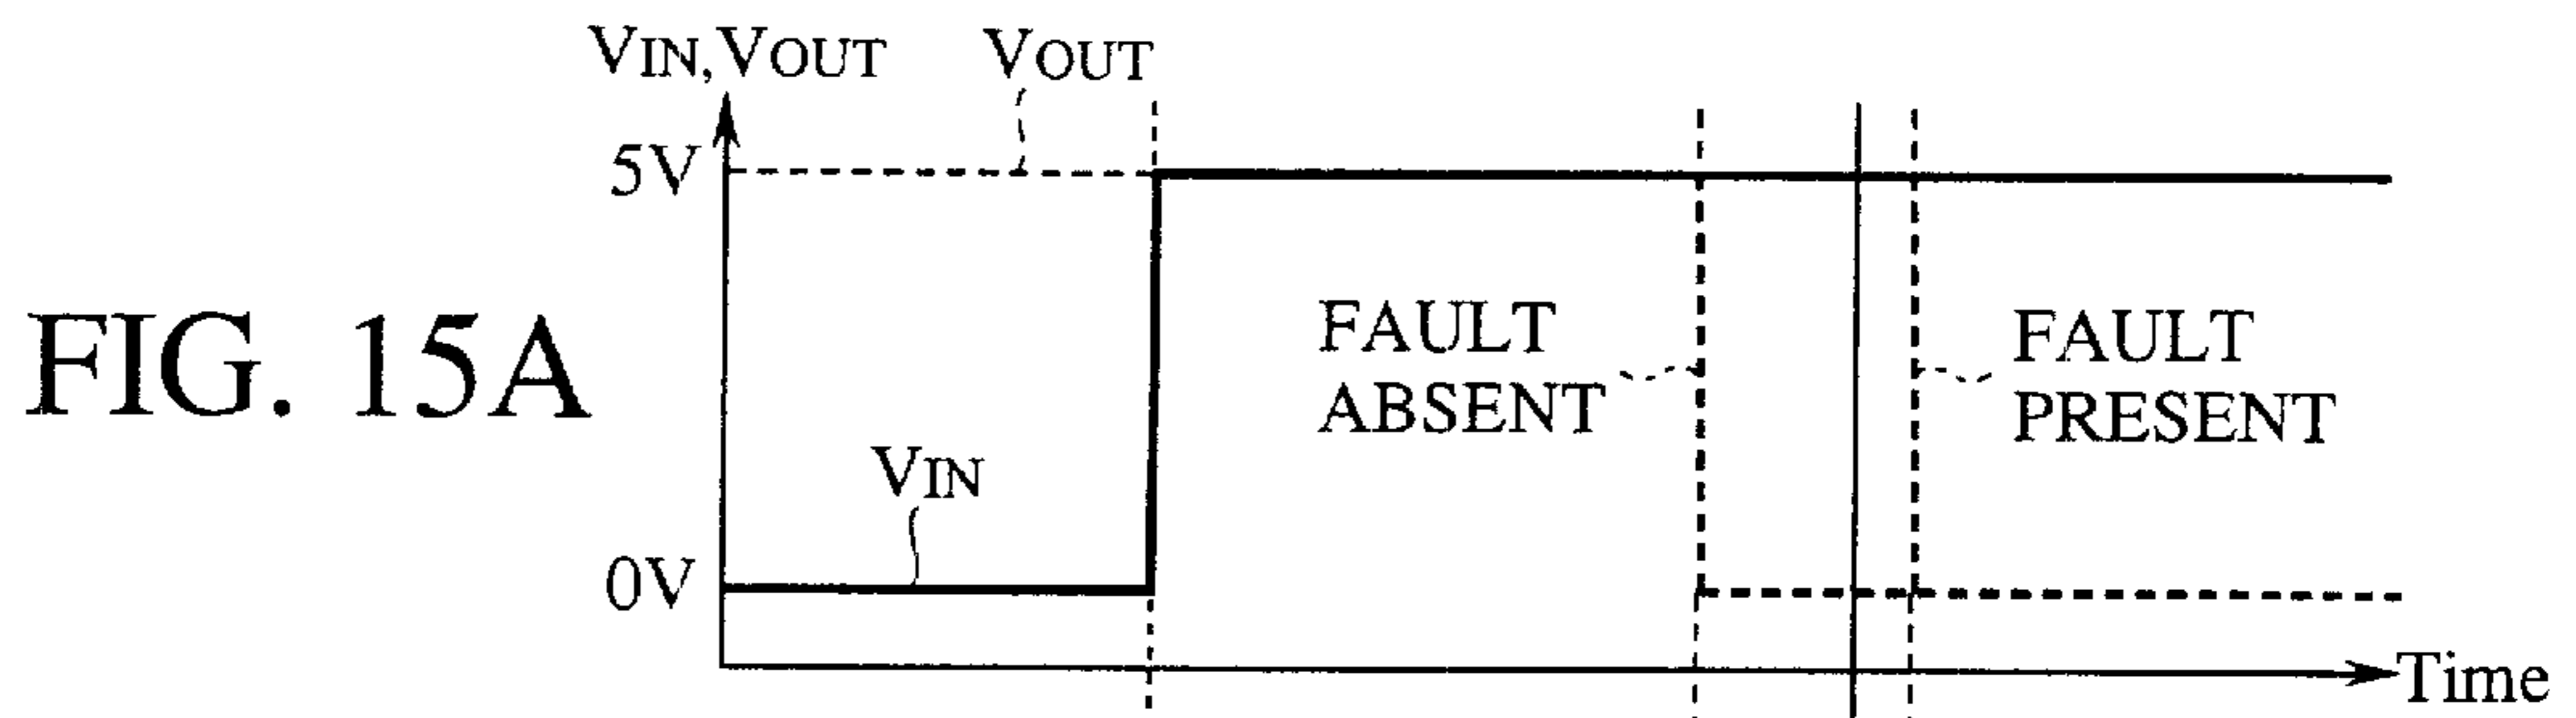 VIN,VOUT
VOUT
5V
FIG. 15A
FAULT
ABSENT
FAULT
PRESENT
VIN
0V
Time